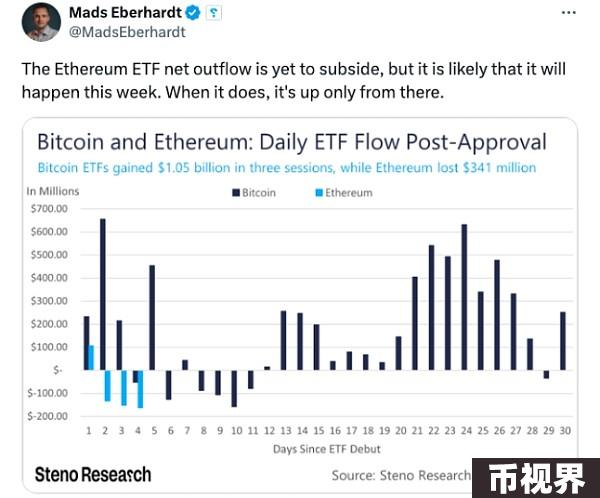 Mads Eberhardt
@MadsEberhardt
The Ethereum ETF net outflow is yet to subside, but it is likely that it will
happen this week. When it does, it's up only from there.
Bitcoin and Ethereum: Daily ETF Flow Post-Approval
Bitcoin ETFs gained $1.05 billion in three sessions, while Ethereum lost $341 million
In Millions
Bitcoin Ethereum
$700.00
$600.00
$500.00
$400.00
$300.00
$200.00
$100.00
$-
$-100.00
$-200.00
1 2 3 4 5 6 7 8 9 10 11 12 13 14 15 16 17 18 19 20 21 22 23 24 25 26 27 28 29 30
Days Since ETF Debut
Steno Research
Source: Steno Research
币视界